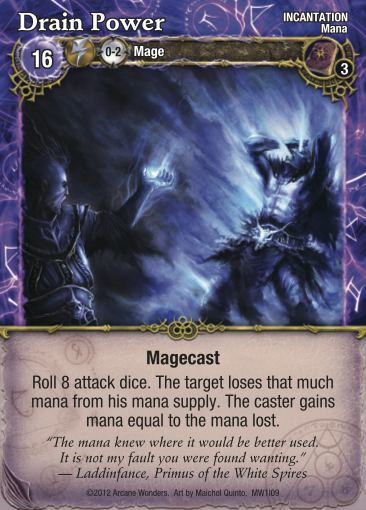 Drain Power
INCANTATION
Mana
16
0-2
Mage
3
Magecast
Roll 8 attack dice. The target loses that much
mana from his mana supply. The caster gains
mana equal to the mana lost.
“The mana knew where it would be better used.
It is not my fault you were found wanting.”
— Laddinfance, Primus of the White Spires
©2012 Arcane Wonders. Art by Maichol Quinto. MW1I09